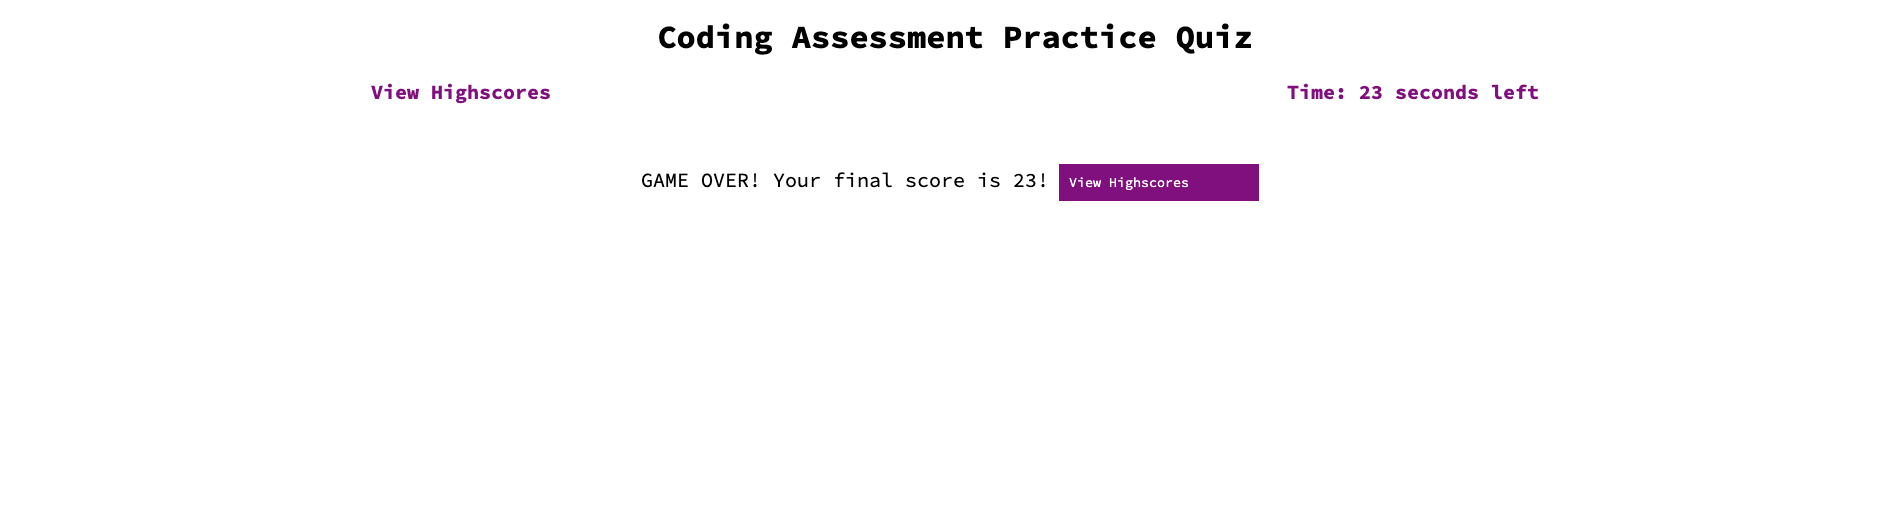 Coding Assessment Practice Quiz
View Highscores
Time: 23 seconds left
GAME OVER! Your final score is 23!
View Highscores